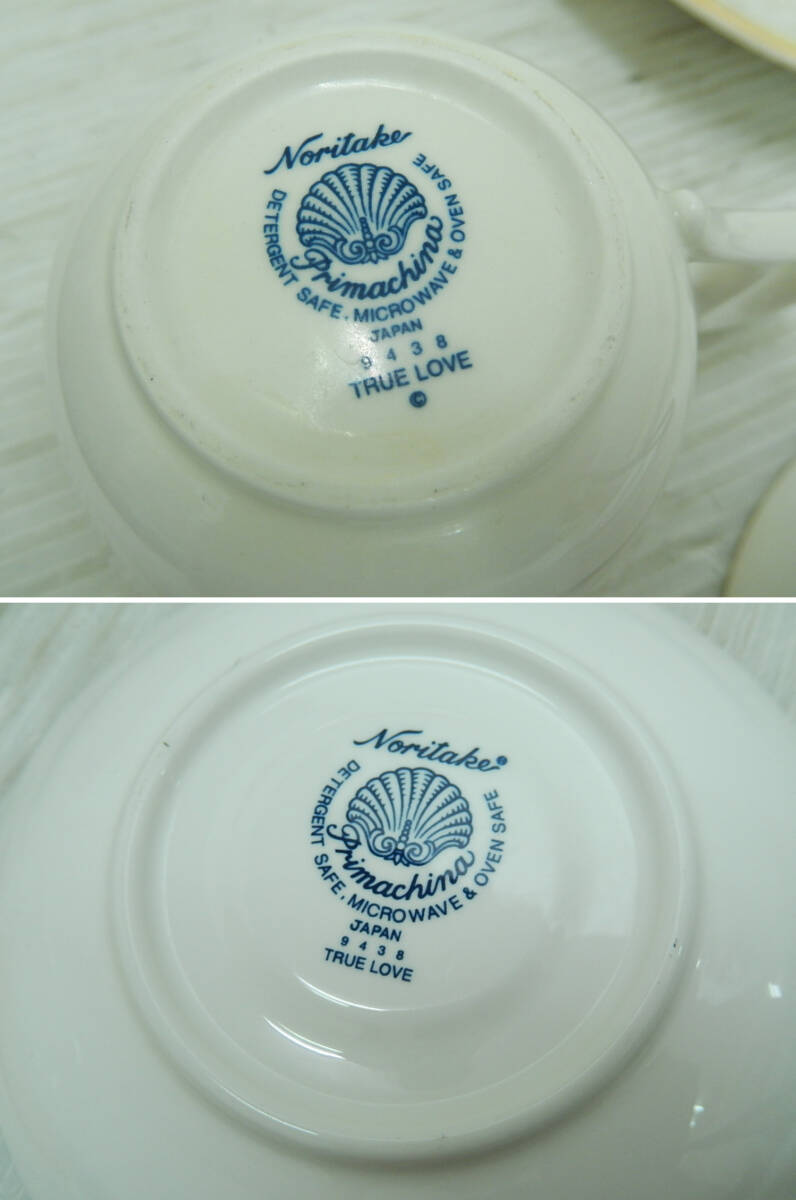 Noritake
Primachina
DETERGENT SAFE, MICROWAVE & OVEN SAFE
JAPAN
9438
TRUE LOVE
©
Noritake
Primachina
DETERGENT SAFE, MICROWAVE & OVEN SAFE
JAPAN
9438
TRUE LOVE